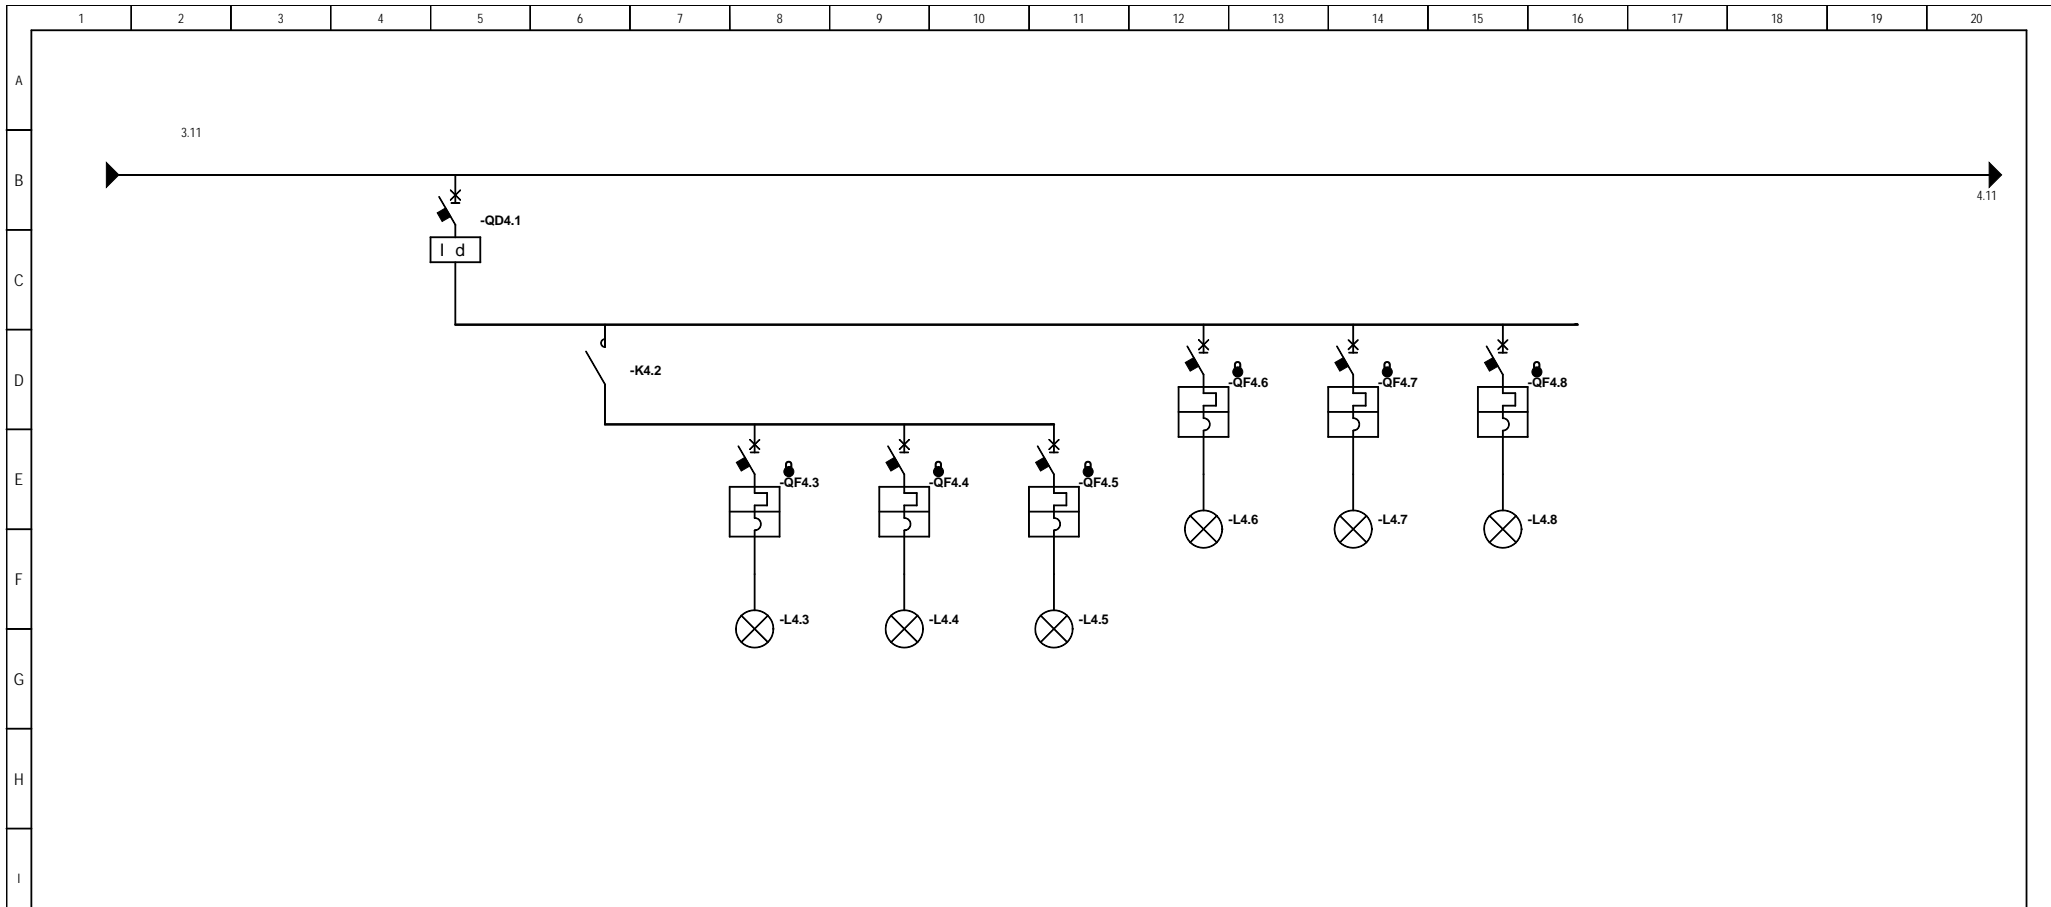 1 2 3 4 5 6 7 8 9 10 11 12 13 14 15 16 17 18 19 20
A
3.11
B
4.11
-QD4.1
I d
C
-K4.2
D
-QF4.6 -QF4.7 -QF4.8
E
-QF4.3 -QF4.4 -QF4.5
-L4.6 -L4.7 -L4.8
F
-L4.3 -L4.4 -L4.5
G
H
I